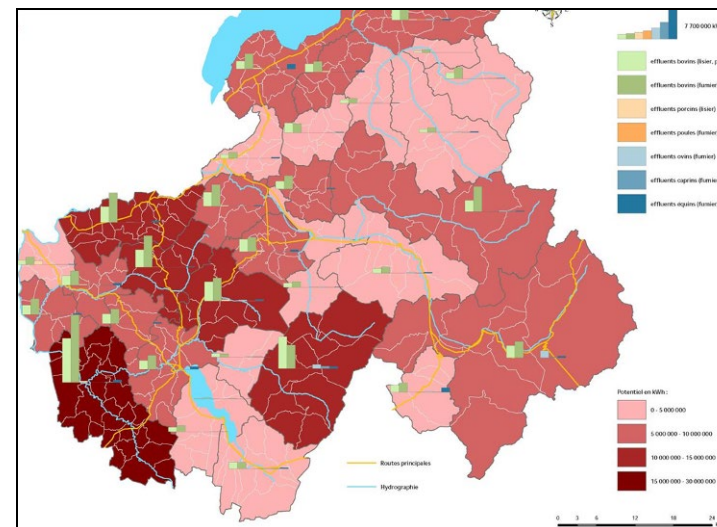 7 700 000 k
effluents bovins (lisier, p
effluents bovins (fumier
effluents porcins (lisier)
effluents poules (fumier
effluents ovins (fumier)
effluents caprins (fumie
effluents équins (fumier)
Potentiel en kWh :
0 - 5 000 000
5 000 000 - 10 000 000
10 000 000 - 15 000 000
15 000 000 - 30 000 000
Routes principales
Hydrographie
0 3 6 12 18 24